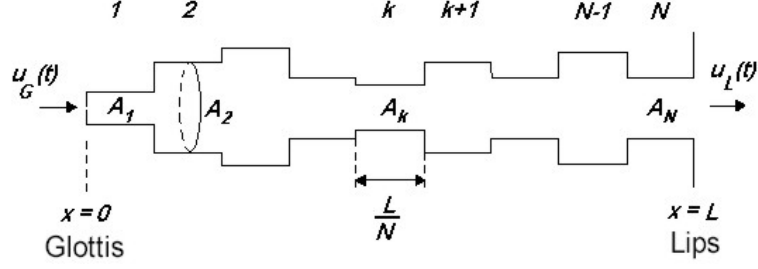 1 2 k k+1 N-1 N
u_G(t) u_L(t)
A_1 A_2 A_k A_N
L
N
x = 0 x = L
Glottis Lips